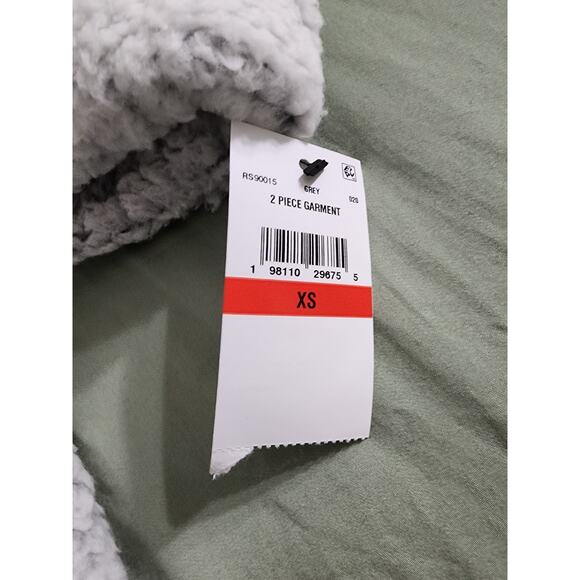 RS90015
GREY
020
2 PIECE GARMENT
1 98110 29675 5
XS